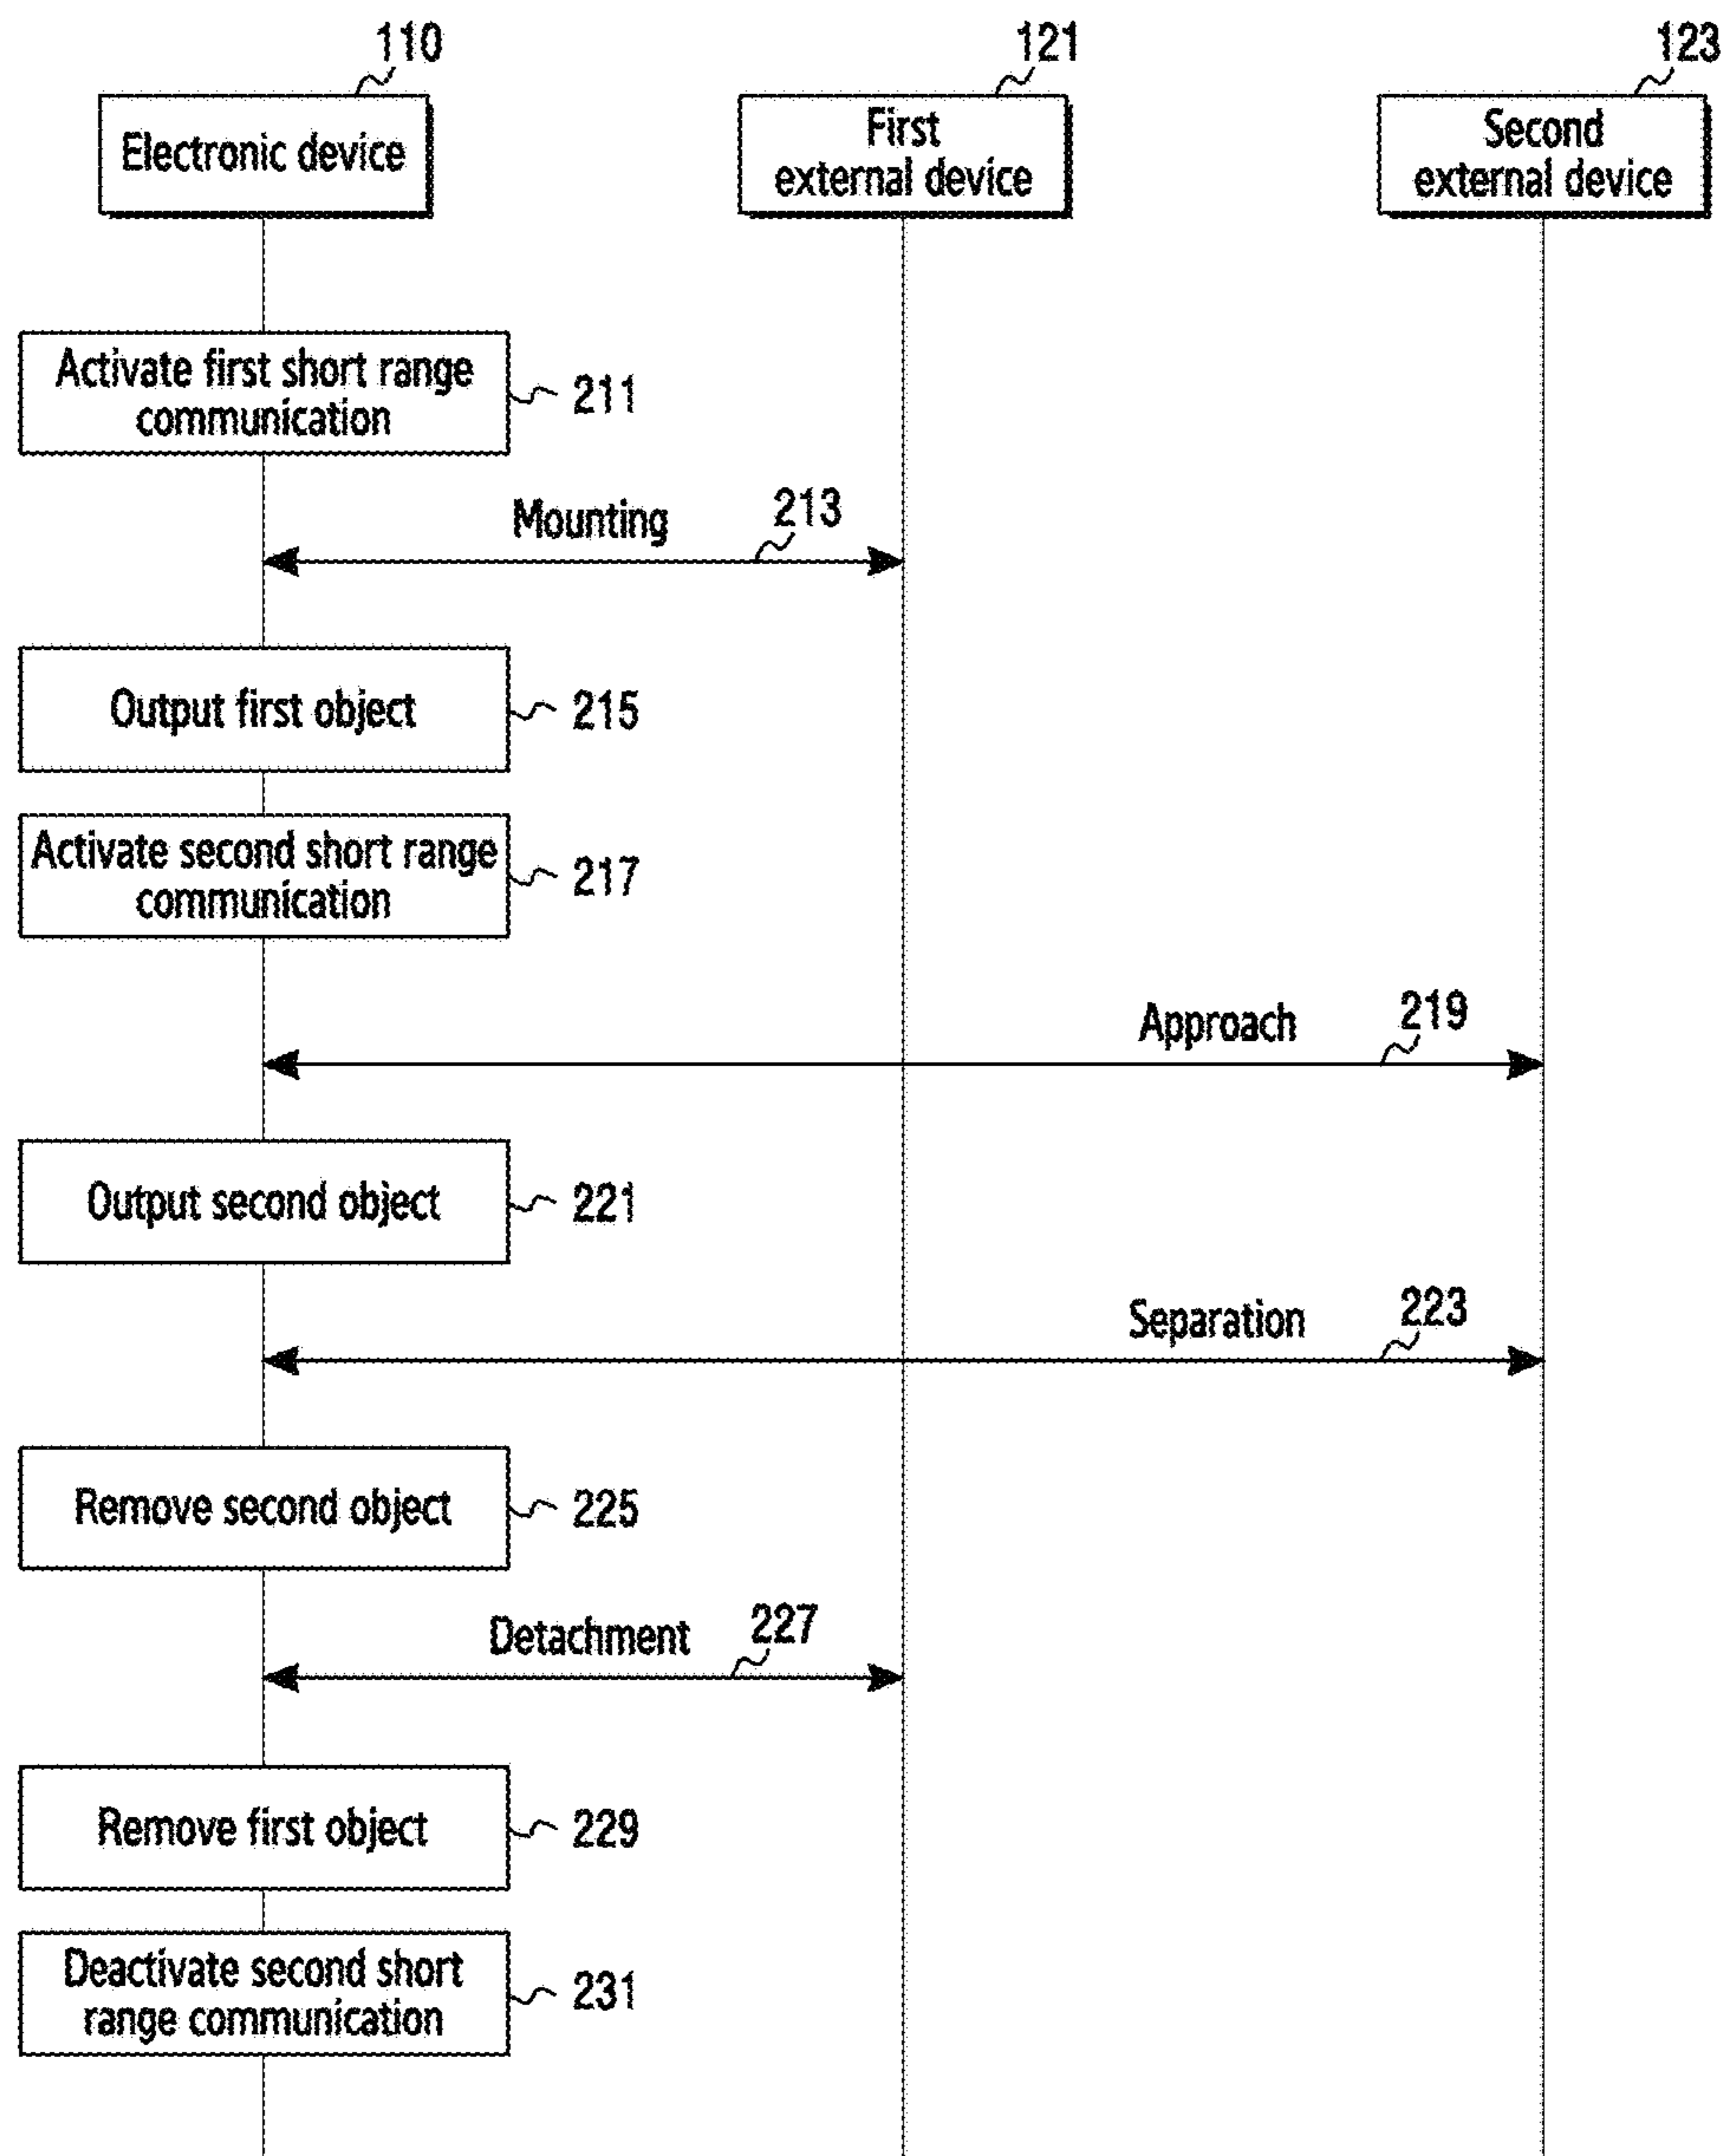 110
121
123
Electronic device
First
external device
Second
external device
Activate first short range
communication
211
Mounting
213
Output first object
215
Activate second short range
communication
217
Approach
219
Output second object
221
Separation
223
Remove second object
225
Detachment
227
Remove first object
229
Deactivate second short
range communication
231